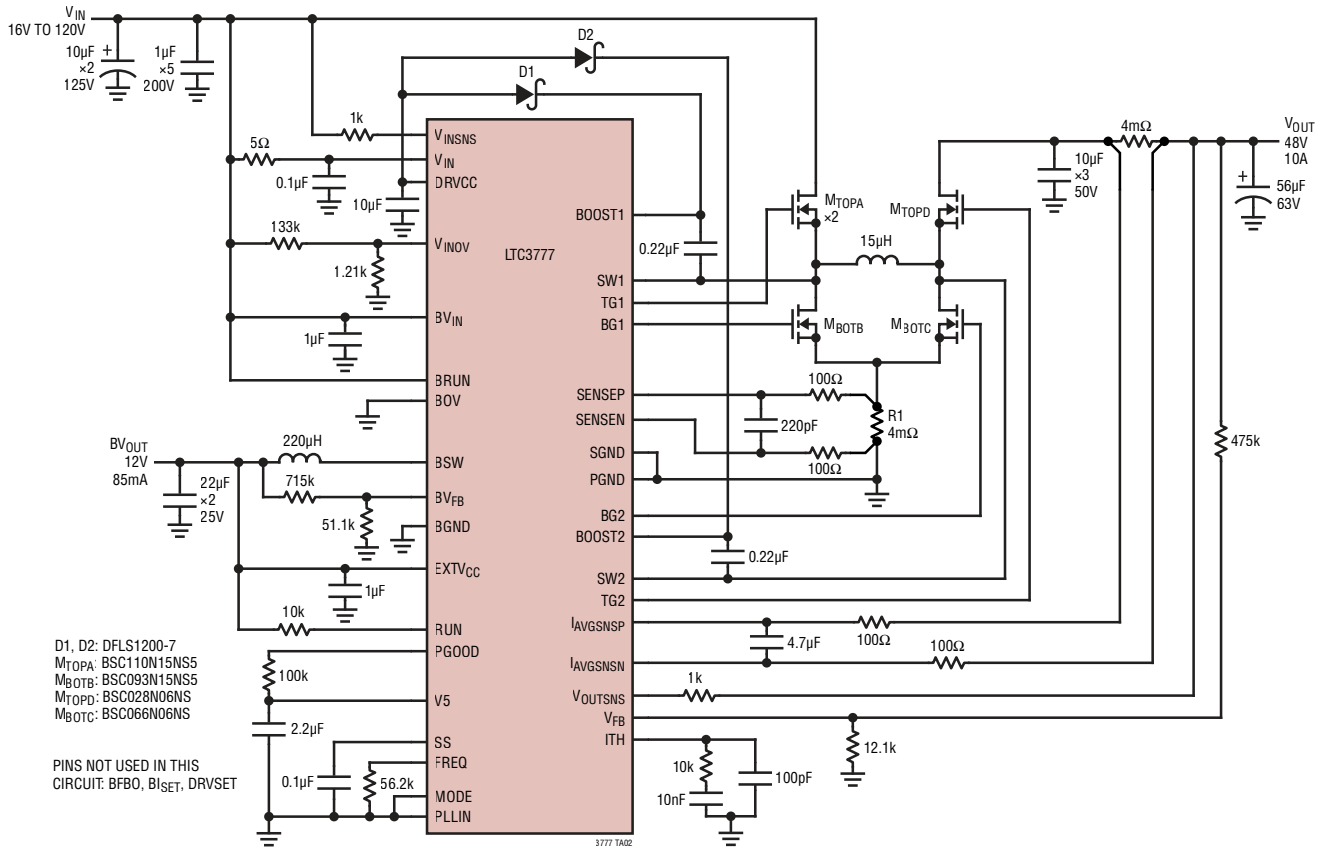 VIN
16V TO 120V
10µF
×2
125V
1µF
×5
200V
D2
D1
1k
5Ω
0.1µF
10µF
133k
1.21k
1µF
VINSNS
VIN
DRVCC
VINOV
BVIN
BRUN
BOV
BSW
BVFB
BGND
EXTVCC
RUN
PGOOD
V5
SS
FREQ
MODE
PLLIN
LTC3777
BOOST1
SW1
TG1
BG1
SENSEP
SENSEN
SGND
PGND
BG2
BOOST2
SW2
TG2
IAVGSNSP
IAVGSNSN
VOUTSNS
VFB
ITH
0.22µF
MTOPA
×2
MTOPD
15µH
MBOTB
MBOTC
4mΩ
VOUT
48V
10A
10µF
×3
50V
56µF
63V
100Ω
220pF
100Ω
R1
4mΩ
475k
0.22µF
4.7µF
100Ω
100Ω
1k
12.1k
10k
10nF
100pF
BVOUT
12V
85mA
22µF
×2
25V
220µH
715k
51.1k
1µF
10k
100k
2.2µF
0.1µF
56.2k
D1, D2: DFLS1200-7
MTOPA: BSC110N15NS5
MBOTB: BSC093N15NS5
MTOPD: BSC028N06NS
MBOTC: BSC066N06NS
PINS NOT USED IN THIS
CIRCUIT: BFBO, BISET, DRVSET
3777 TA02